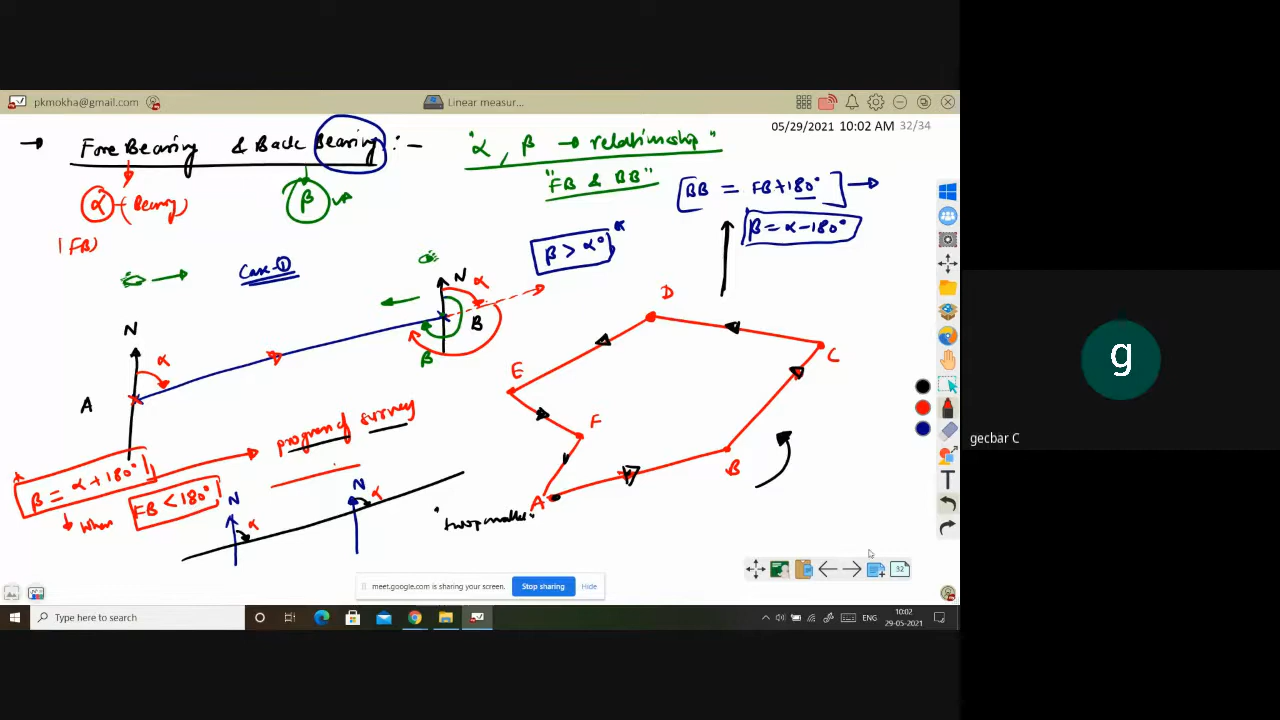 pkmokha@gmail.com
Linear measur...
05/29/2021 10:02 AM 32/34
→ Fore Bearing & Back Bearing :-
"α, β → relationship"
"FB & BB"
α - (Bearing)
β
(FB)
[BB = FB+180°] →
β = α-180°
Case-①
β > α°
N
α
B
β
N
α
A
D
C
E
F
B
A
program of survey
β = α+180°
↓ when FB < 180°
N
α
N
α
meet.google.com is sharing your screen.
Stop sharing
Hide
32
Type here to search
ENG
10:02
29-05-2021
g
gecbar C
T